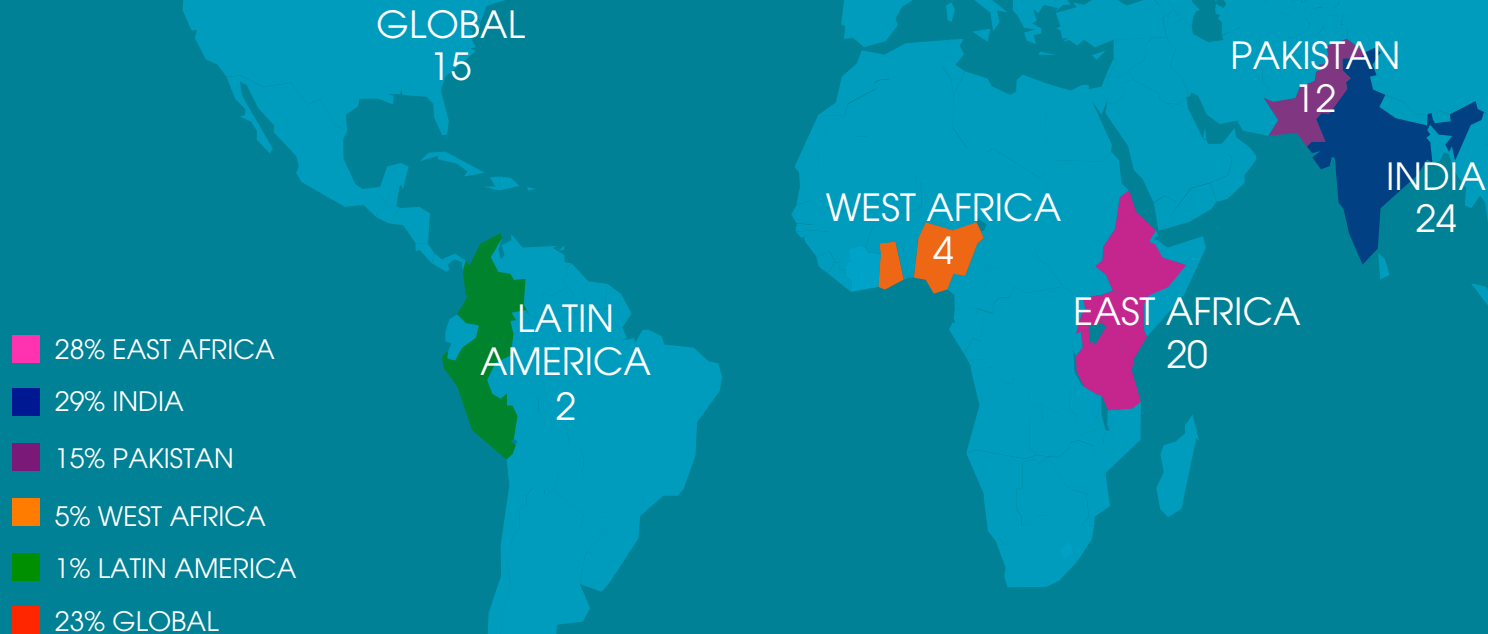 GLOBAL
15
PAKISTAN
12
INDIA
24
WEST AFRICA
4
EAST AFRICA
20
LATIN
AMERICA
2
28% EAST AFRICA
29% INDIA
15% PAKISTAN
5% WEST AFRICA
1% LATIN AMERICA
23% GLOBAL